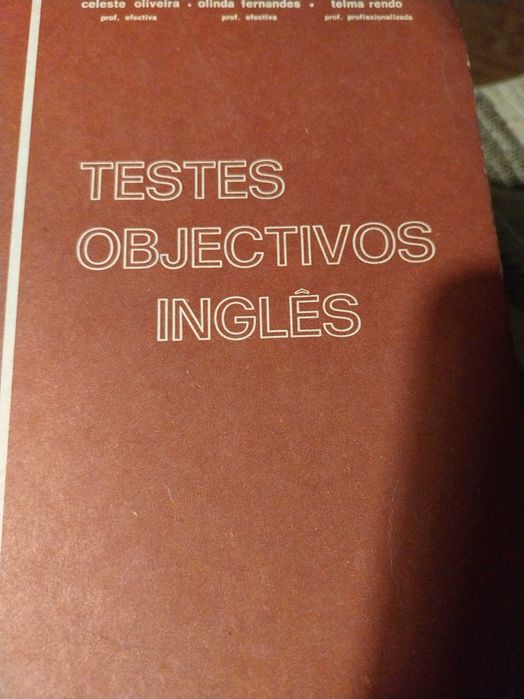 celeste oliveira • olinda fernandes • telma rendo
prof. efectiva prof. efectiva prof. profissionalizada
TESTES
OBJECTIVOS
INGLÊS